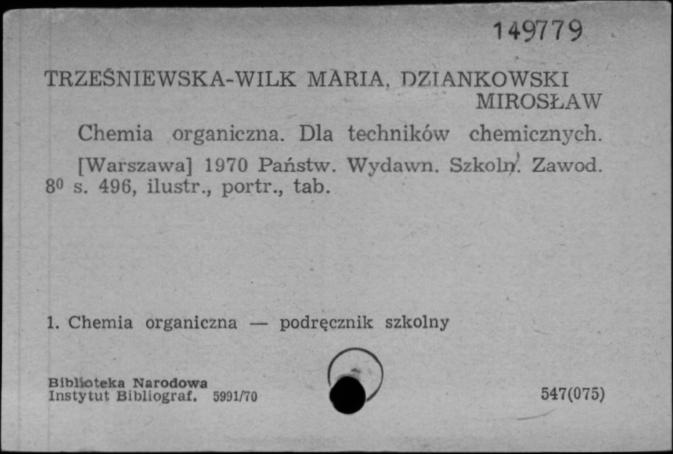 149779
TRZEŚNIEWSKA-WILK MARIA, DZIANKOWSKI
MIROSŁAW
Chemia organiczna. Dla techników chemicznych.
[Warszawa] 1970 Państw. Wydawn. Szkoln. Zawod.
8⁰ s. 496, ilustr., portr., tab.
1. Chemia organiczna — podręcznik szkolny
Biblioteka Narodowa
Instytut Bibliograf. 5991/70
547(075)